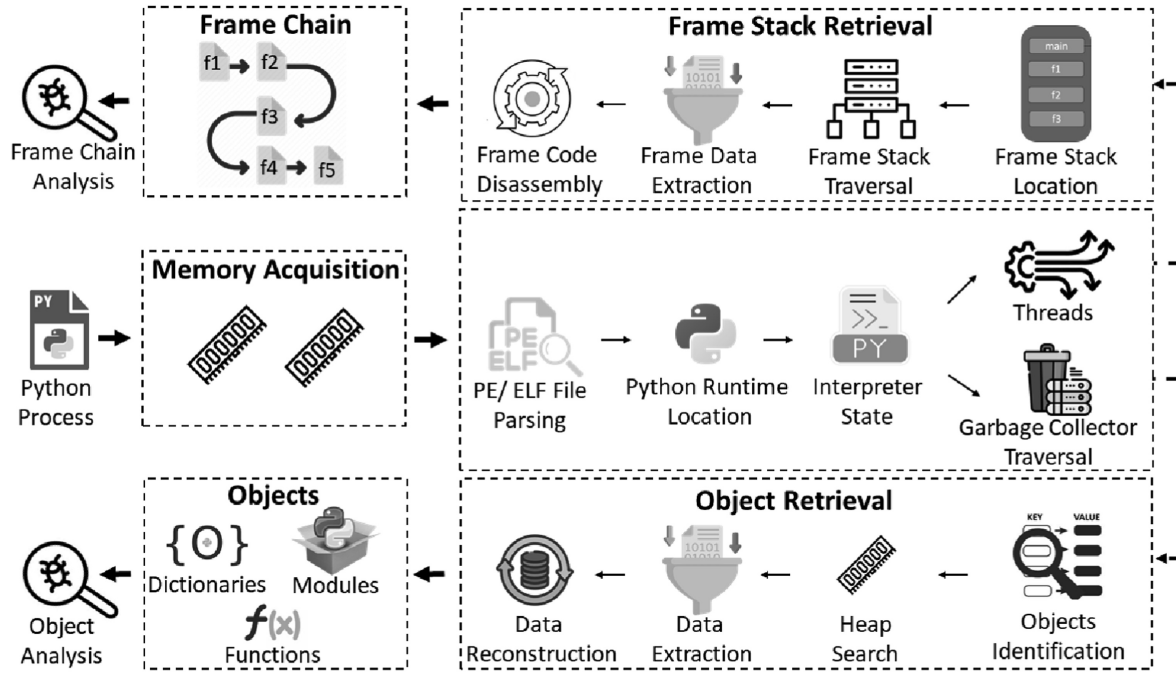 Frame Chain
f1
f2
f3
f4
f5
Frame Chain
Analysis
Frame Stack Retrieval
10101
Frame Code
Disassembly
Frame Data
Extraction
Frame Stack
Traversal
main
f1
f2
f3
Frame Stack
Location
PY
Python
Process
Memory Acquisition
PE
ELF
PE/ ELF File
Parsing
Python Runtime
Location
>>_
PY
Interpreter
State
Threads
Garbage Collector
Traversal
Objects
{0}
Dictionaries
Modules
f(x)
Functions
Object
Analysis
Object Retrieval
Data
Reconstruction
10101
Data
Extraction
Heap
Search
KEY
VALUE
Objects
Identification